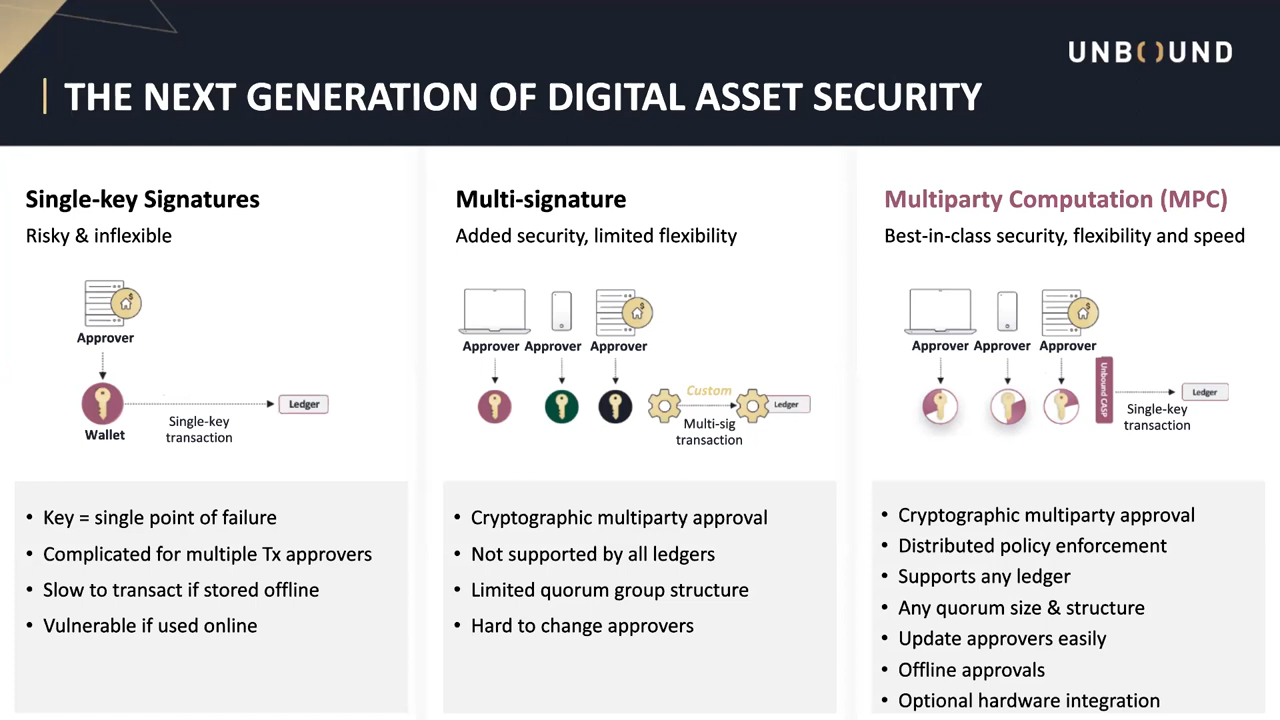 UNBOUND
THE NEXT GENERATION OF DIGITAL ASSET SECURITY
Single-key Signatures
Risky & inflexible
Approver
Wallet
Single-key
transaction
Ledger
• Key = single point of failure
• Complicated for multiple Tx approvers
• Slow to transact if stored offline
• Vulnerable if used online
Multi-signature
Added security, limited flexibility
Approver Approver Approver
Custom
Multi-sig
transaction
Ledger
• Cryptographic multiparty approval
• Not supported by all ledgers
• Limited quorum group structure
• Hard to change approvers
Multiparty Computation (MPC)
Best-in-class security, flexibility and speed
Approver Approver Approver
Unbound CASP
Single-key
transaction
Ledger
• Cryptographic multiparty approval
• Distributed policy enforcement
• Supports any ledger
• Any quorum size & structure
• Update approvers easily
• Offline approvals
• Optional hardware integration